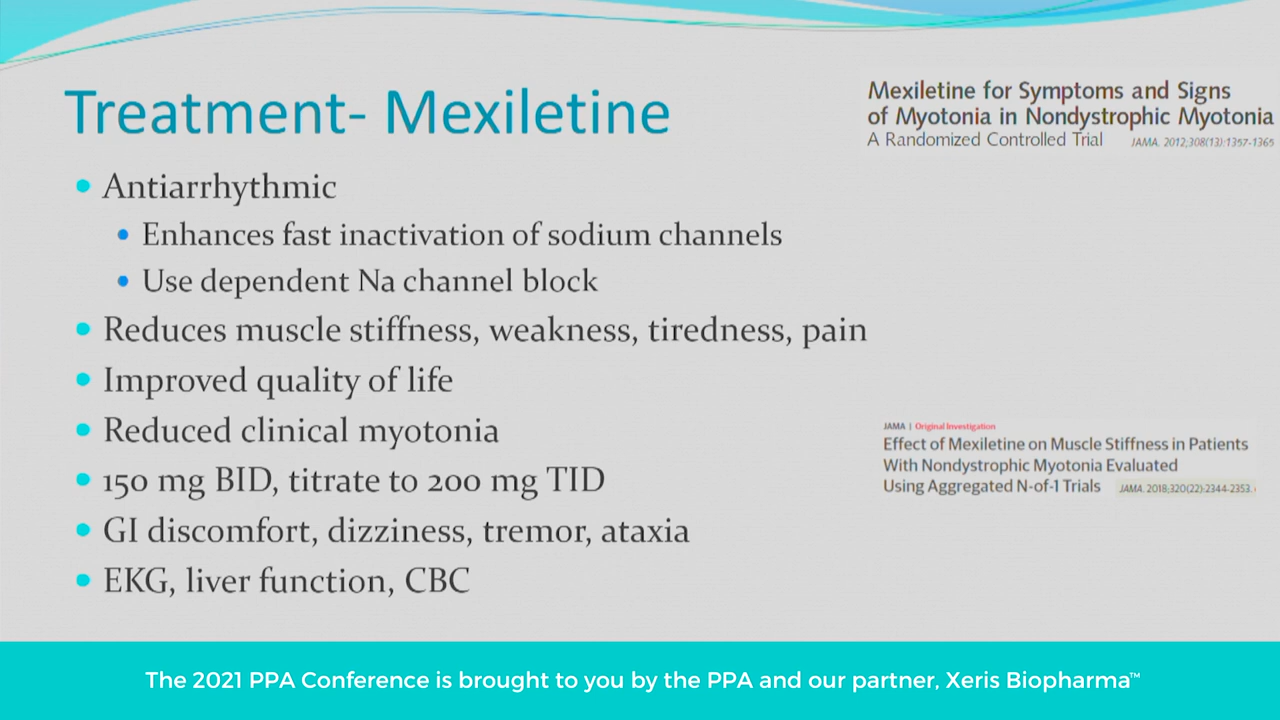 Treatment- Mexiletine
Mexiletine for Symptoms and Signs
of Myotonia in Nondystrophic Myotonia
A Randomized Controlled Trial JAMA. 2012;308(13):1357-1365
• Antiarrhythmic
• Enhances fast inactivation of sodium channels
• Use dependent Na channel block
• Reduces muscle stiffness, weakness, tiredness, pain
• Improved quality of life
• Reduced clinical myotonia
• 150 mg BID, titrate to 200 mg TID
• GI discomfort, dizziness, tremor, ataxia
• EKG, liver function, CBC
JAMA | Original Investigation
Effect of Mexiletine on Muscle Stiffness in Patients
With Nondystrophic Myotonia Evaluated
Using Aggregated N-of-1 Trials JAMA. 2018;320(22):2344-2353.
The 2021 PPA Conference is brought to you by the PPA and our partner, Xeris Biopharma™